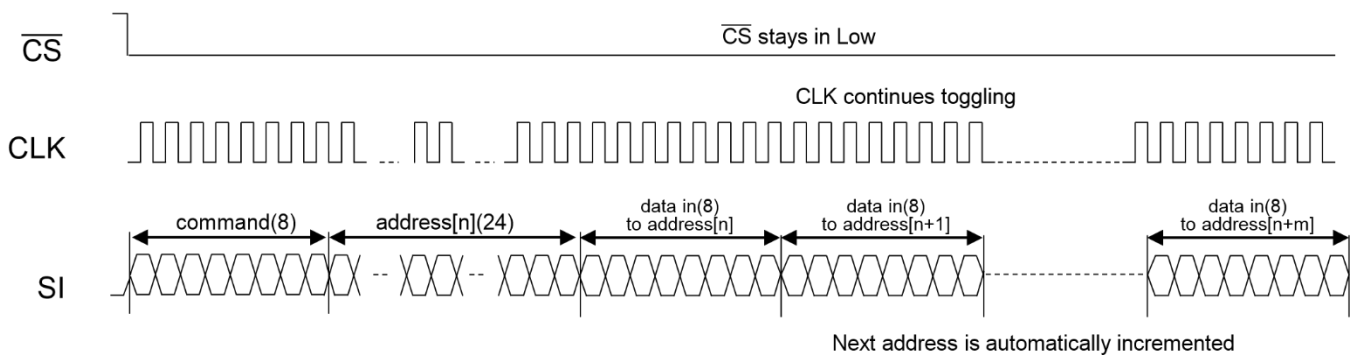 CS
CS stays in Low
CLK continues toggling
CLK
command(8)
address[n](24)
data in(8)
to address[n]
data in(8)
to address[n+1]
data in(8)
to address[n+m]
SI
Next address is automatically incremented